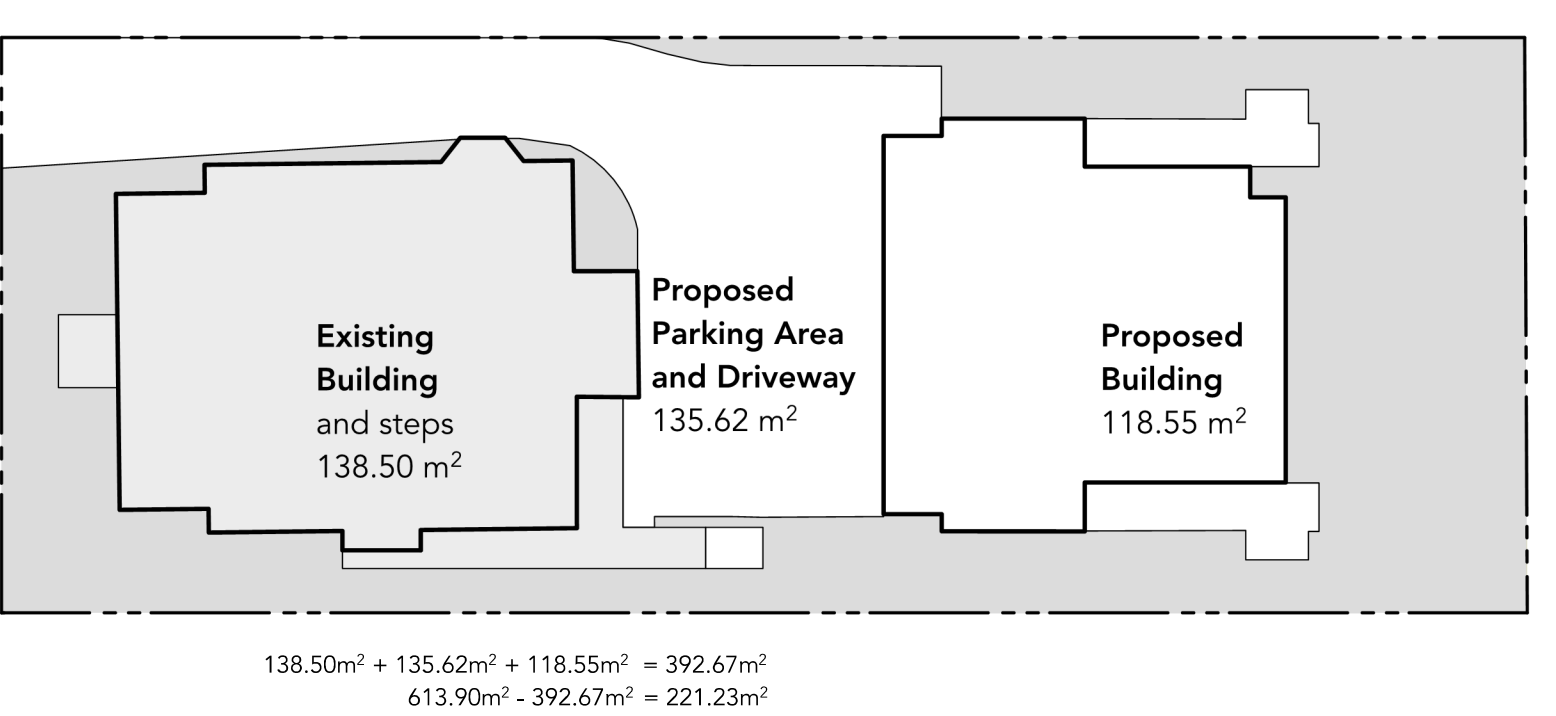 Existing
Building
and steps
138.50 m²
Proposed
Parking Area
and Driveway
135.62 m²
Proposed
Building
118.55 m²
138.50m² + 135.62m² + 118.55m² = 392.67m²
613.90m² - 392.67m² = 221.23m²